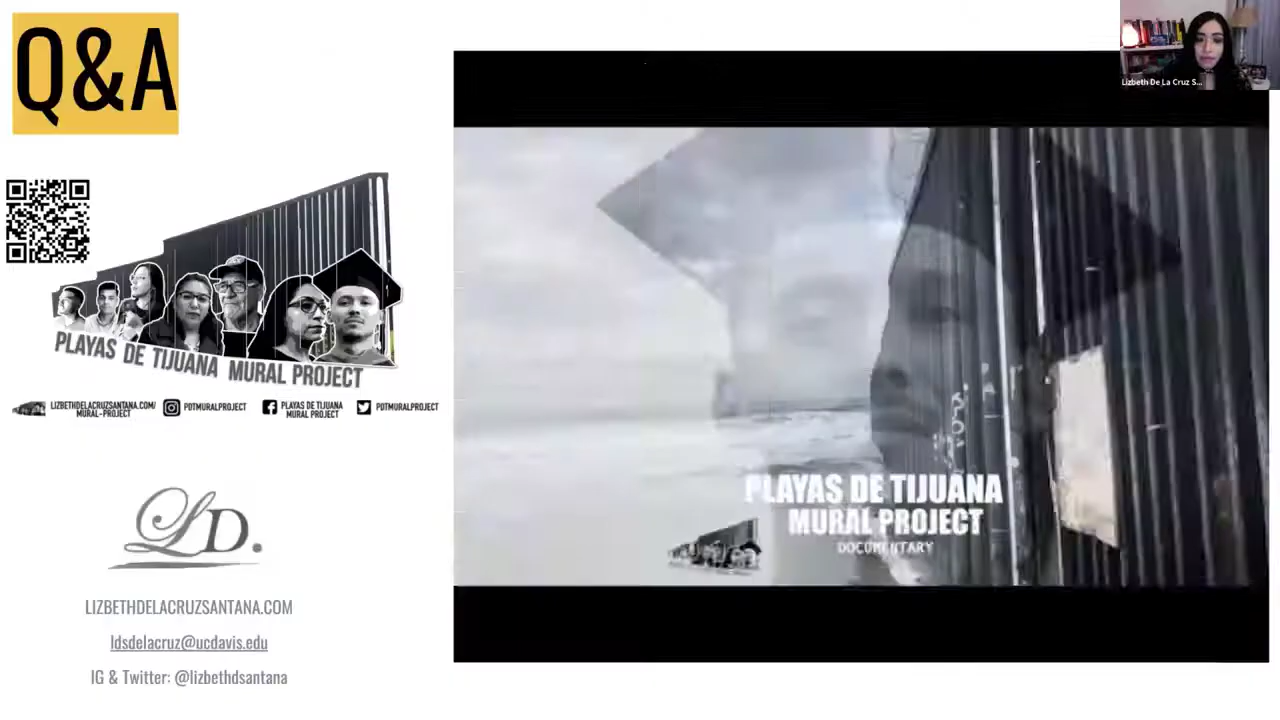 Q&A
Lizbeth De La Cruz S...
PLAYAS DE TIJUANA MURAL PROJECT
LIZBETHDELACRUZSANTANA.COM/
MURAL-PROJECT
PDTMURALPROJECT
PLAYAS DE TIJUANA
MURAL PROJECT
PDTMURALPROJECT
PLAYAS DE TIJUANA
MURAL PROJECT
DOCUMENTARY
LD.
LIZBETHDELACRUZSANTANA.COM
ldsdelacruz@ucdavis.edu
IG & Twitter: @lizbethdsantana